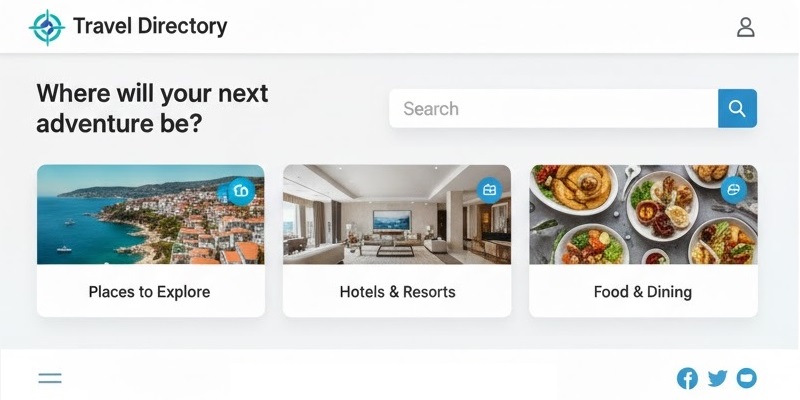 Travel Directory
Where will your next
adventure be?
Search
Places to Explore
Hotels & Resorts
Food & Dining